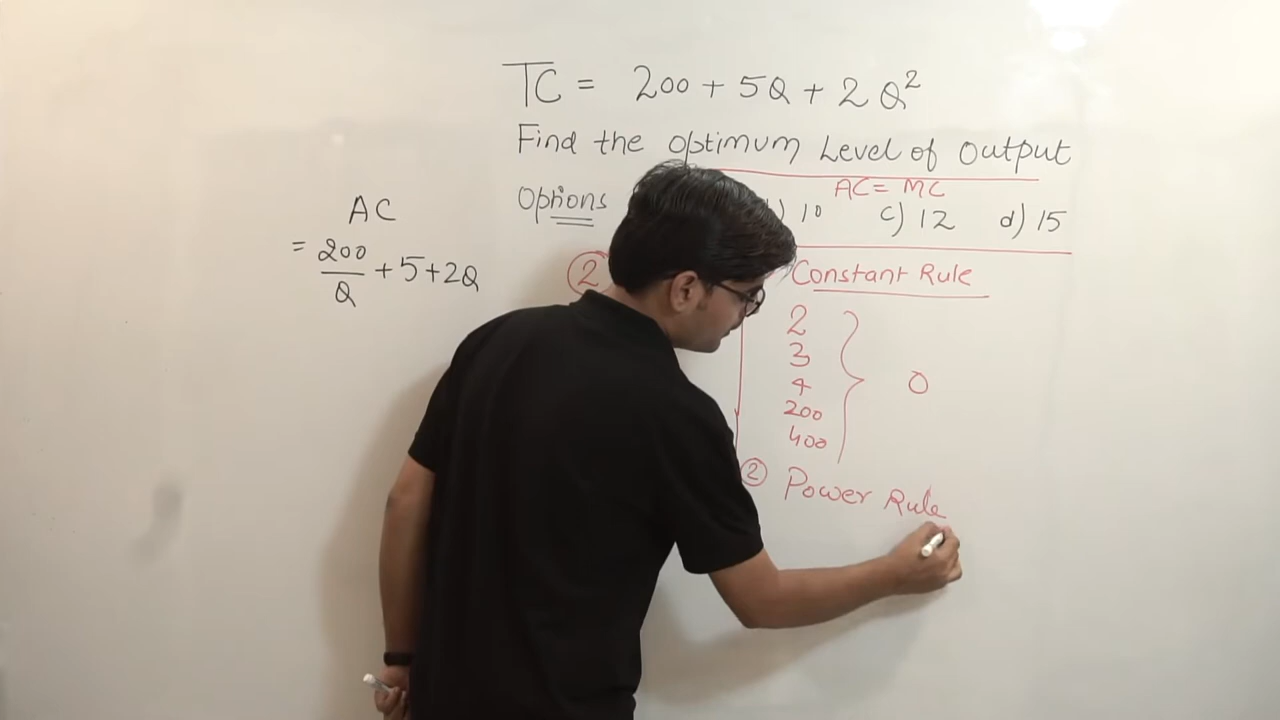 TC = 200 + 5Q + 2Q²
Find the optimum Level of output
AC = MC
Options ) 10 c) 12 d) 15
AC
= 200/Q + 5 + 2Q
2
Constant Rule
2
3
4
200
400
0
② Power Rule